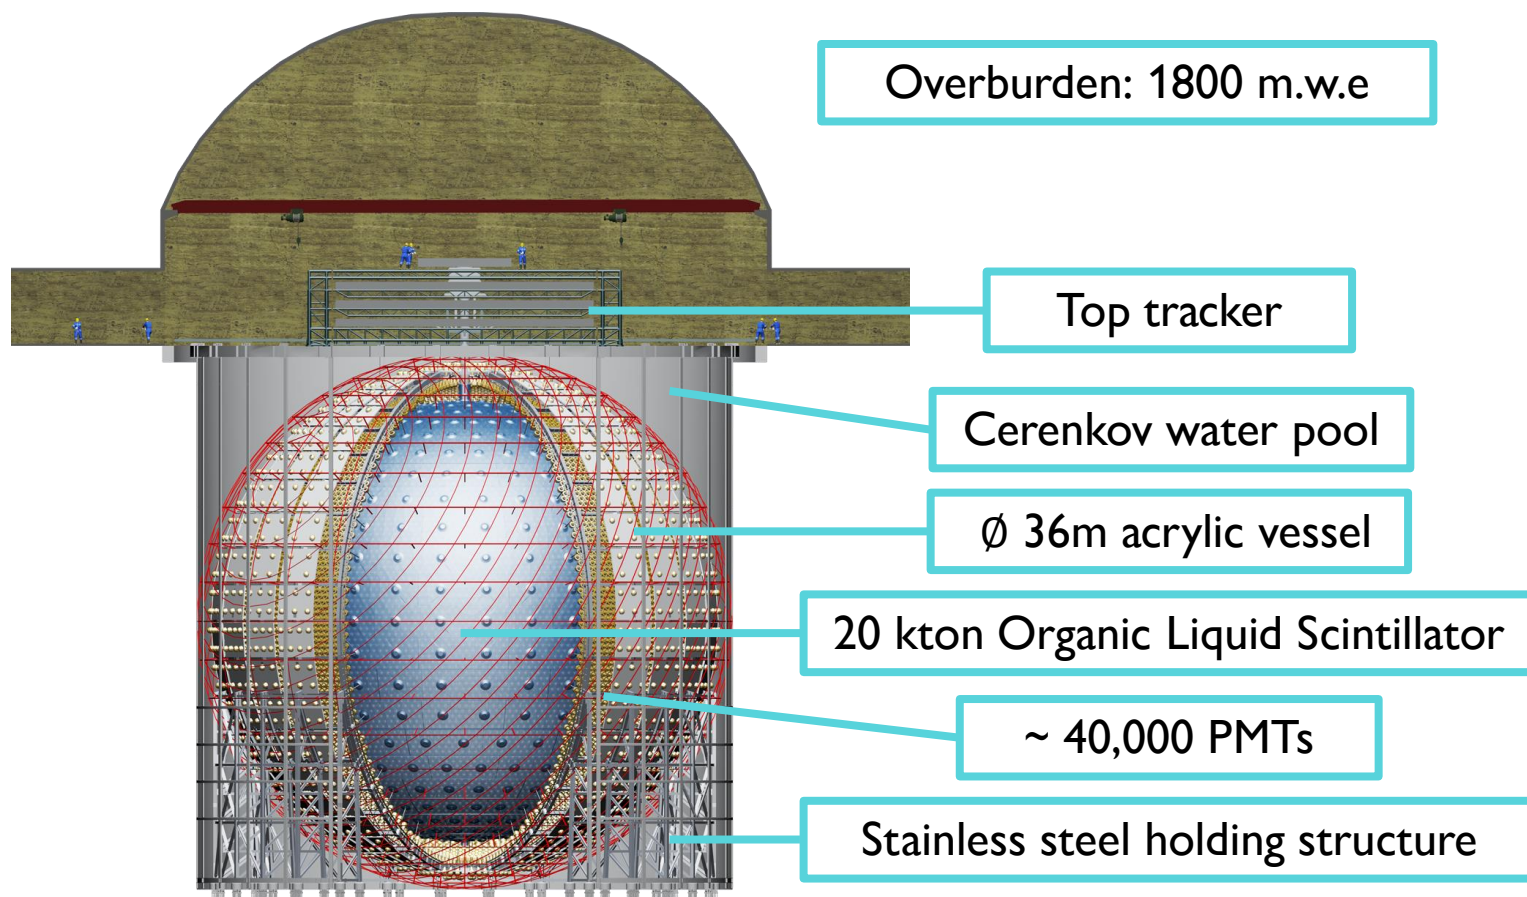 Overburden: 1800 m.w.e
Top tracker
Cerenkov water pool
Ø 36m acrylic vessel
20 kton Organic Liquid Scintillator
~ 40,000 PMTs
Stainless steel holding structure